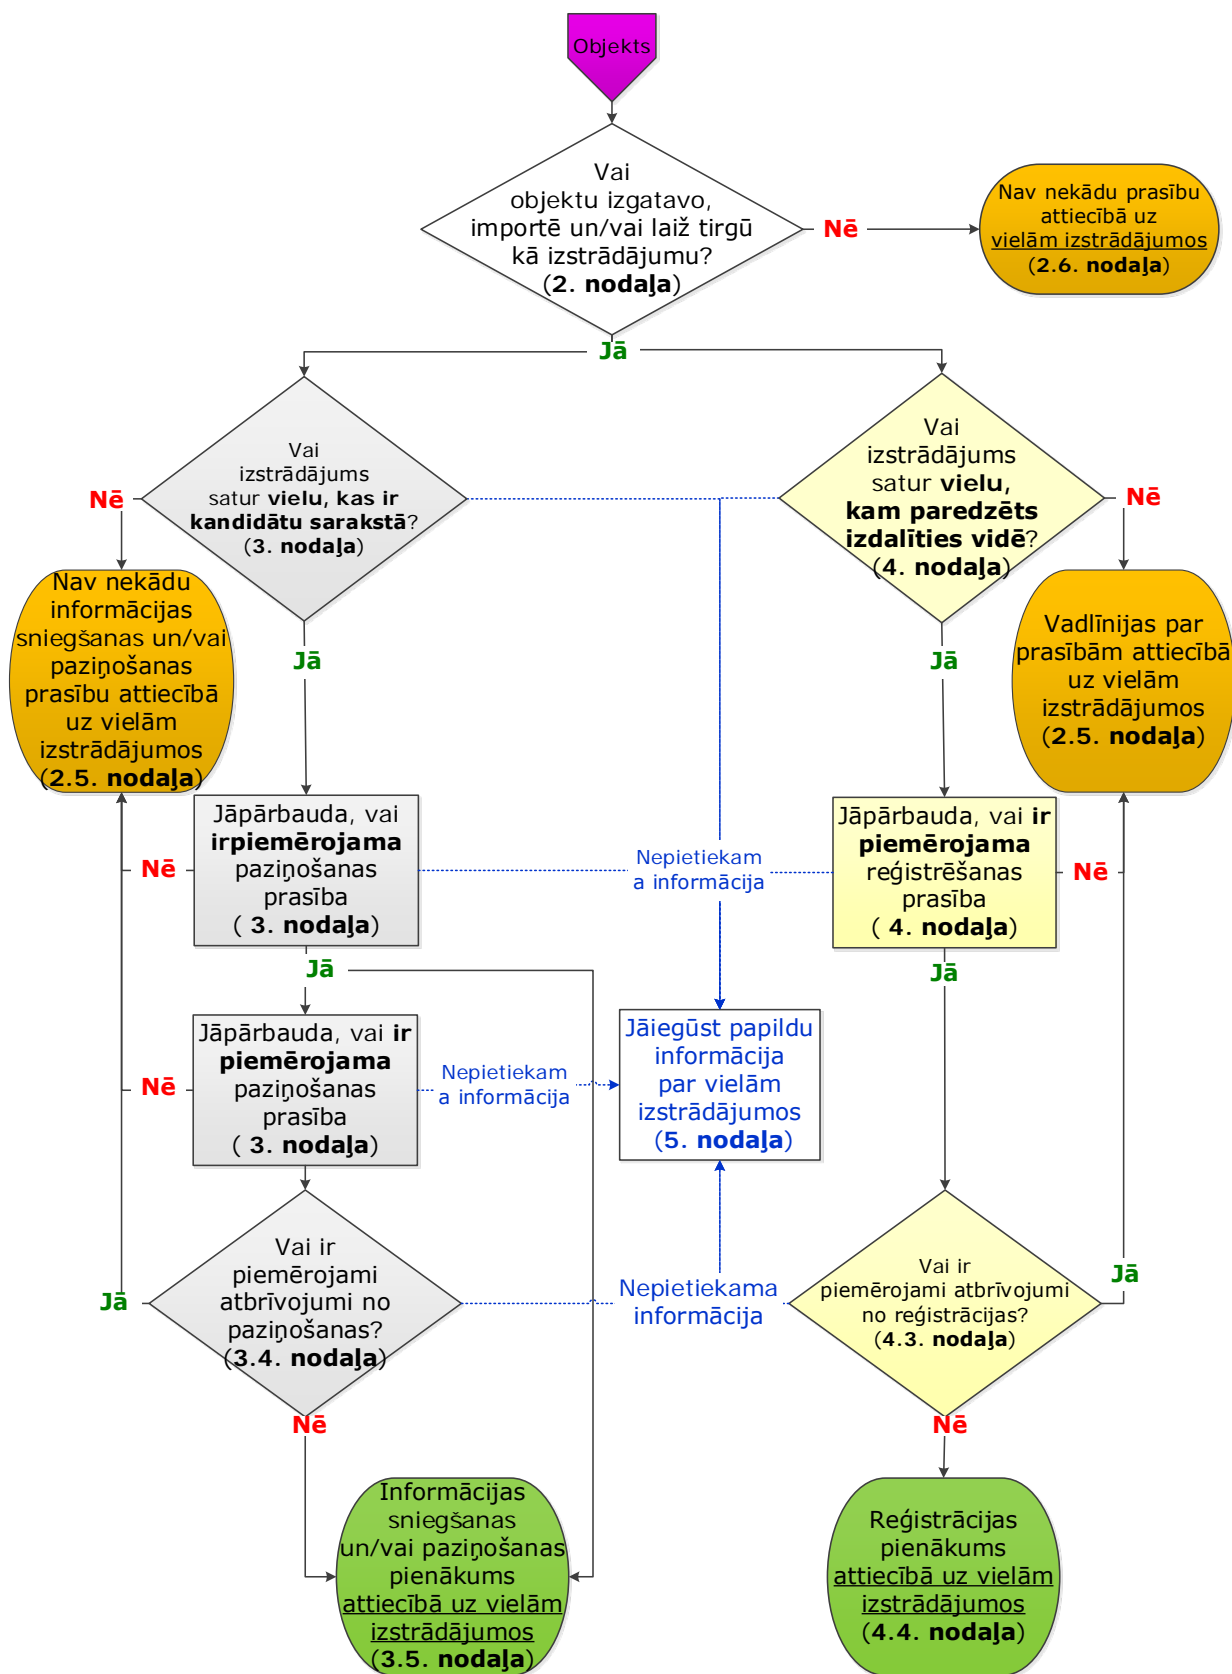 Objekts
Vai
objektu izgatavo,
importē un/vai laiž tirgū
kā izstrādājumu?
(2. nodaļa)
Nē
Nav nekādu prasību
attiecībā uz
vielām izstrādājumos
(2.6. nodaļa)
Jā
Vai
izstrādājums
satur vielu, kas ir
kandidātu sarakstā?
(3. nodaļa)
Nē
Vai
izstrādājums
satur vielu,
kam paredzēts
izdalīties vidē?
(4. nodaļa)
Nē
Nav nekādu
informācijas
sniegšanas un/vai
paziņošanas
prasību attiecībā
uz vielām
izstrādājumos
(2.5. nodaļa)
Jā
Jā
Vadlīnijas par
prasībām attiecībā
uz vielām
izstrādājumos
(2.5. nodaļa)
Jāpārbauda, vai
irpiemērojama
paziņošanas
prasība
( 3. nodaļa)
Nē
Nepietiekam
a informācija
Jāpārbauda, vai ir
piemērojama
reģistrēšanas
prasība
( 4. nodaļa)
Nē
Jā
Jā
Jāpārbauda, vai ir
piemērojama
paziņošanas
prasība
( 3. nodaļa)
Nē
Nepietiekam
a informācija
Jāiegūst papildu
informācija
par vielām
izstrādājumos
(5. nodaļa)
Vai ir
piemērojami
atbrīvojumi no
paziņošanas?
(3.4. nodaļa)
Jā
Nepietiekama
informācija
Vai ir
piemērojami atbrīvojumi
no reģistrācijas?
(4.3. nodaļa)
Jā
Nē
Nē
Informācijas
sniegšanas
un/vai paziņošanas
pienākums
attiecībā uz vielām
izstrādājumos
(3.5. nodaļa)
Reģistrācijas
pienākums
attiecībā uz vielām
izstrādājumos
(4.4. nodaļa)